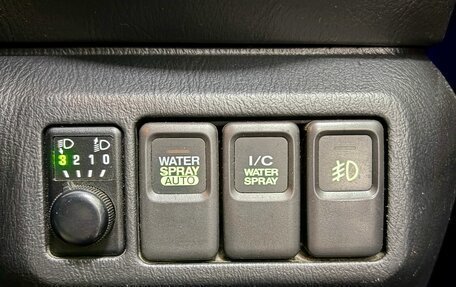 3 2 1 0
WATER
SPRAY
AUTO
I/C
WATER
SPRAY